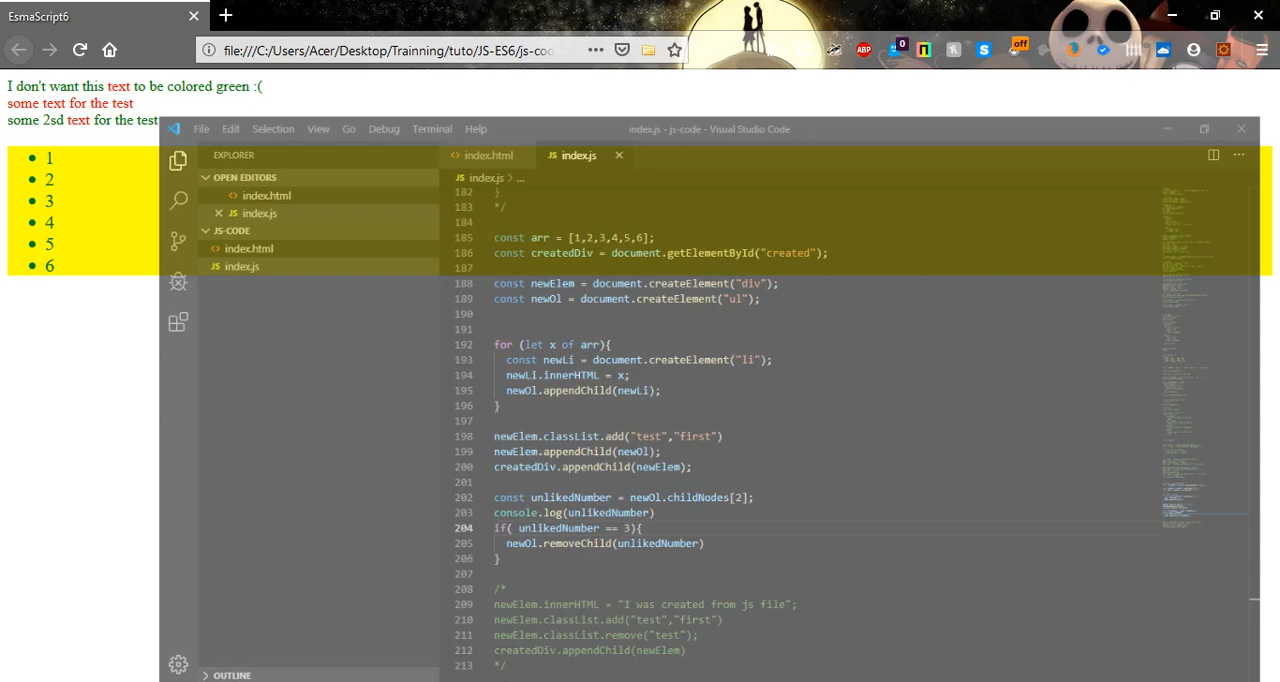 EsmaScript6
file:///C:/Users/Acer/Desktop/Trainning/tuto/JS-ES6/js-cod
ABP
0
off
I don't want this text to be colored green :(
some text for the test
some 2sd text for the test
1
2
3
4
5
6
File Edit Selection View Go Debug Terminal Help
index.js - js-code - Visual Studio Code
EXPLORER
OPEN EDITORS
index.html
JS index.js
JS-CODE
index.html
JS index.js
OUTLINE
index.html
JS index.js
JS index.js > ...
182 }
183 */
184
185 const arr = [1,2,3,4,5,6];
186 const createdDiv = document.getElementById("created");
187
188 const newElem = document.createElement("div");
189 const newOl = document.createElement("ul");
190
191
192 for (let x of arr){
193 const newLi = document.createElement("li");
194 newLi.innerHTML = x;
195 newOl.appendChild(newLi);
196 }
197
198 newElem.classList.add("test","first")
199 newElem.appendChild(newOl);
200 createdDiv.appendChild(newElem);
201
202 const unlikedNumber = newOl.childNodes[2];
203 console.log(unlikedNumber)
204 if( unlikedNumber == 3){
205 newOl.removeChild(unlikedNumber)
206 }
207
208 /*
209 newElem.innerHTML = "I was created from js file";
210 newElem.classList.add("test","first")
211 newElem.classList.remove("test");
212 createdDiv.appendChild(newElem)
213 */